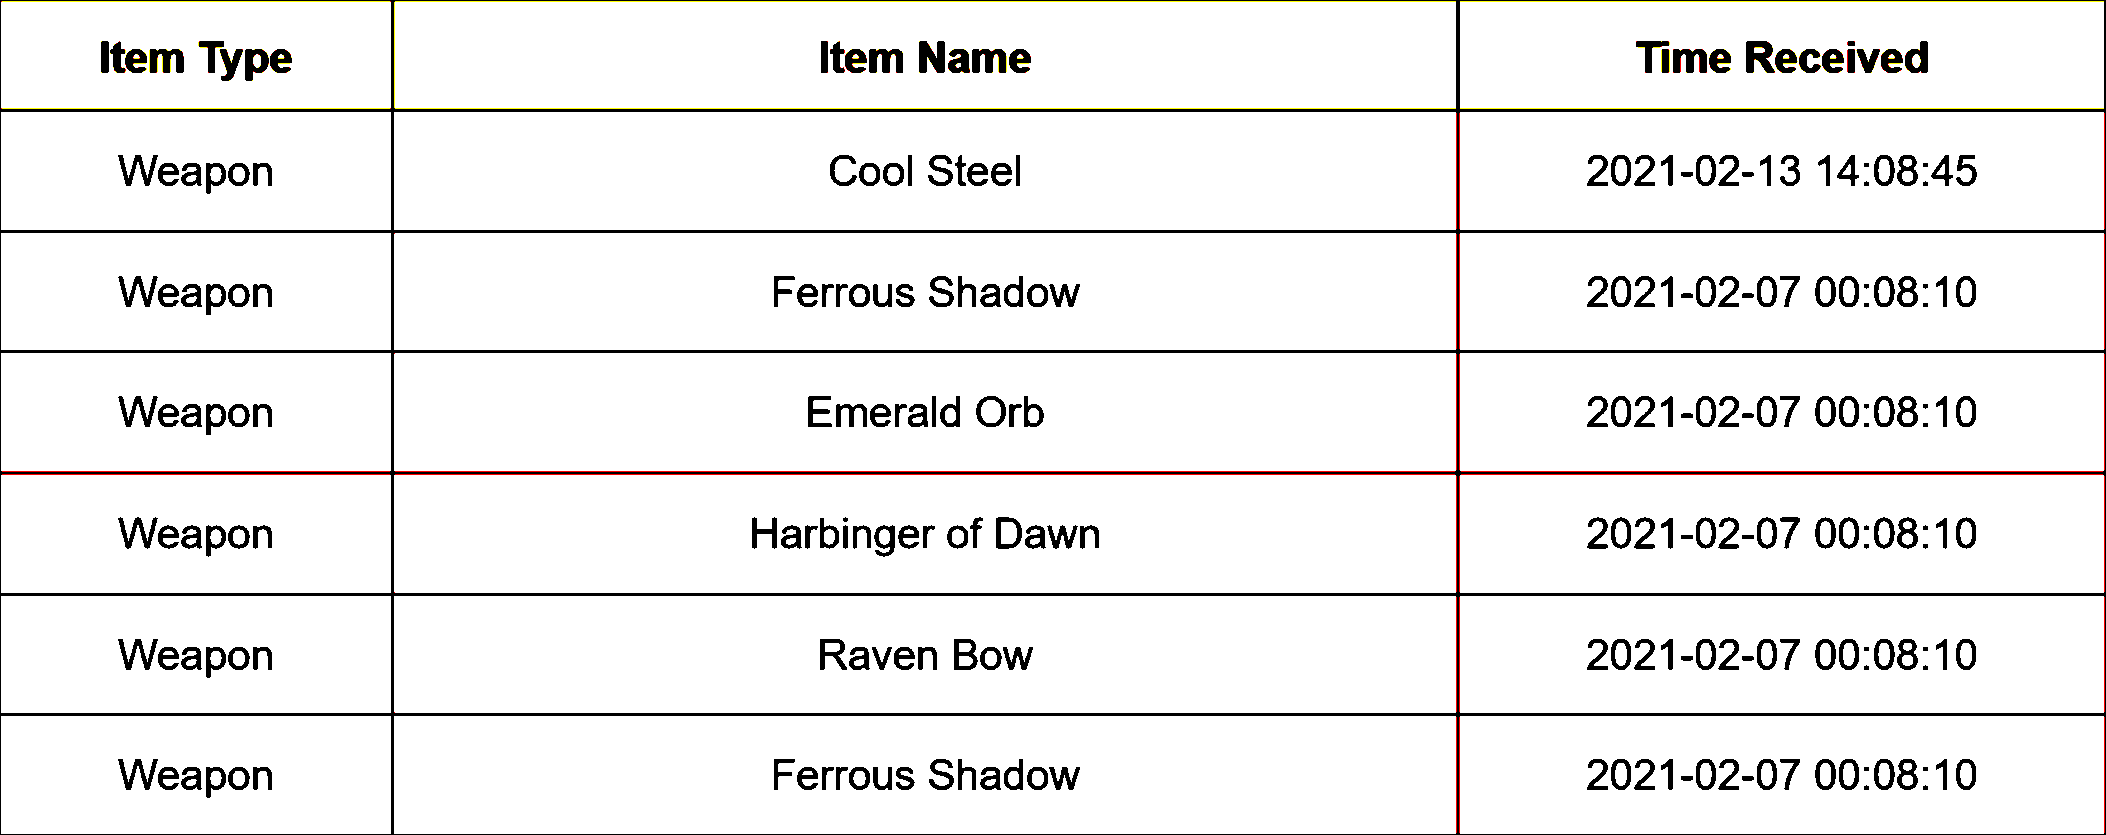 Item Type Item Name Time Received
Weapon Cool Steel 2021-02-13 14:08:45
Weapon Ferrous Shadow 2021-02-07 00:08:10
Weapon Emerald Orb 2021-02-07 00:08:10
Weapon Harbinger of Dawn 2021-02-07 00:08:10
Weapon Raven Bow 2021-02-07 00:08:10
Weapon Ferrous Shadow 2021-02-07 00:08:10